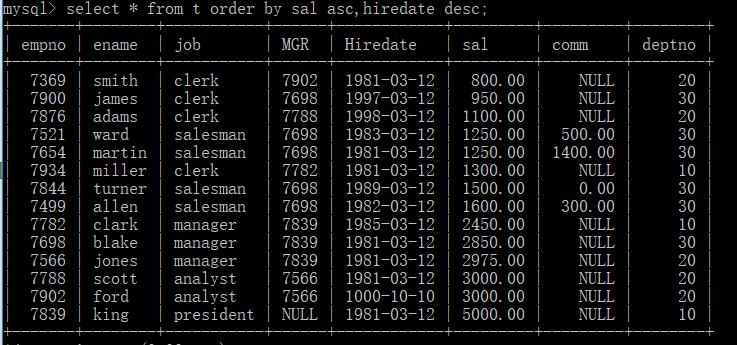 mysql> select * from t order by sal asc,hiredate desc;
+-------+--------+-----------+------+------------+---------+---------+--------+
| empno | ename | job | MGR | Hiredate | sal | comm | deptno |
+-------+--------+-----------+------+------------+---------+---------+--------+
| 7369 | smith | clerk | 7902 | 1981-03-12 | 800.00 | NULL | 20 |
| 7900 | james | clerk | 7698 | 1997-03-12 | 950.00 | NULL | 30 |
| 7876 | adams | clerk | 7788 | 1998-03-12 | 1100.00 | NULL | 20 |
| 7521 | ward | salesman | 7698 | 1983-03-12 | 1250.00 | 500.00 | 30 |
| 7654 | martin | salesman | 7698 | 1981-03-12 | 1250.00 | 1400.00 | 30 |
| 7934 | miller | clerk | 7782 | 1981-03-12 | 1300.00 | NULL | 10 |
| 7844 | turner | salesman | 7698 | 1989-03-12 | 1500.00 | 0.00 | 30 |
| 7499 | allen | salesman | 7698 | 1982-03-12 | 1600.00 | 300.00 | 30 |
| 7782 | clark | manager | 7839 | 1985-03-12 | 2450.00 | NULL | 10 |
| 7698 | blake | manager | 7839 | 1981-03-12 | 2850.00 | NULL | 30 |
| 7566 | jones | manager | 7839 | 1981-03-12 | 2975.00 | NULL | 20 |
| 7788 | scott | analyst | 7566 | 1981-03-12 | 3000.00 | NULL | 20 |
| 7902 | ford | analyst | 7566 | 1000-10-10 | 3000.00 | NULL | 20 |
| 7839 | king | president | NULL | 1981-03-12 | 5000.00 | NULL | 10 |
+-------+--------+-----------+------+------------+---------+---------+--------+